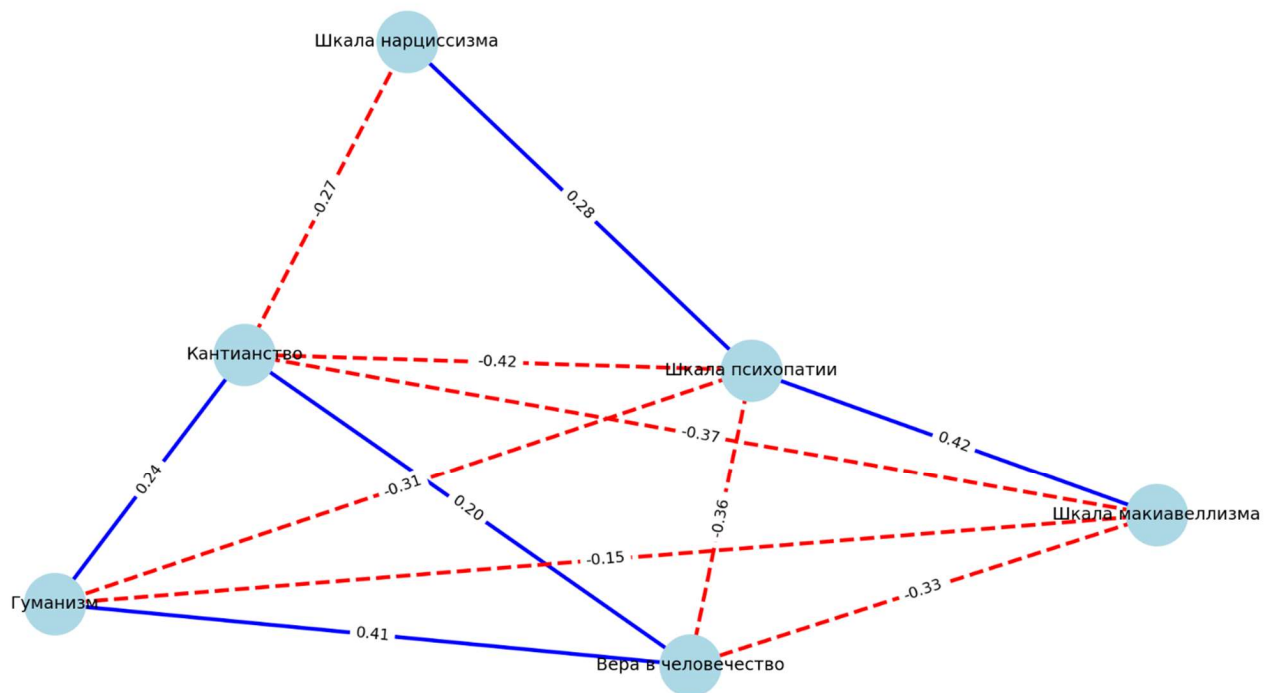 Шкала нарциссизма
-0.27
0.28
Кантианство
-0.42
Шкала психопатии
-0.37
0.42
0.24
-0.31
0.20
-0.36
Шкала макиавеллизма
-0.15
-0.33
Гуманизм
0.41
Вера в человечество